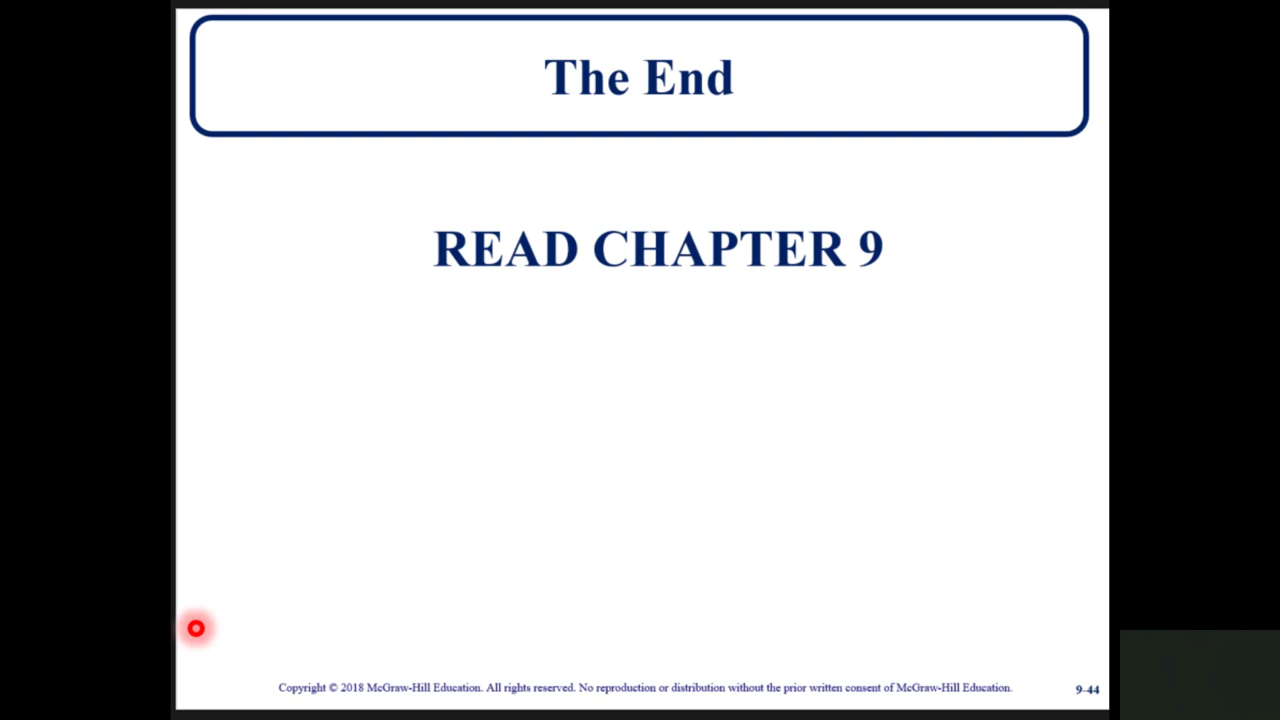 The End
READ CHAPTER 9
Copyright © 2018 McGraw-Hill Education. All rights reserved. No reproduction or distribution without the prior written consent of McGraw-Hill Education.
9-44